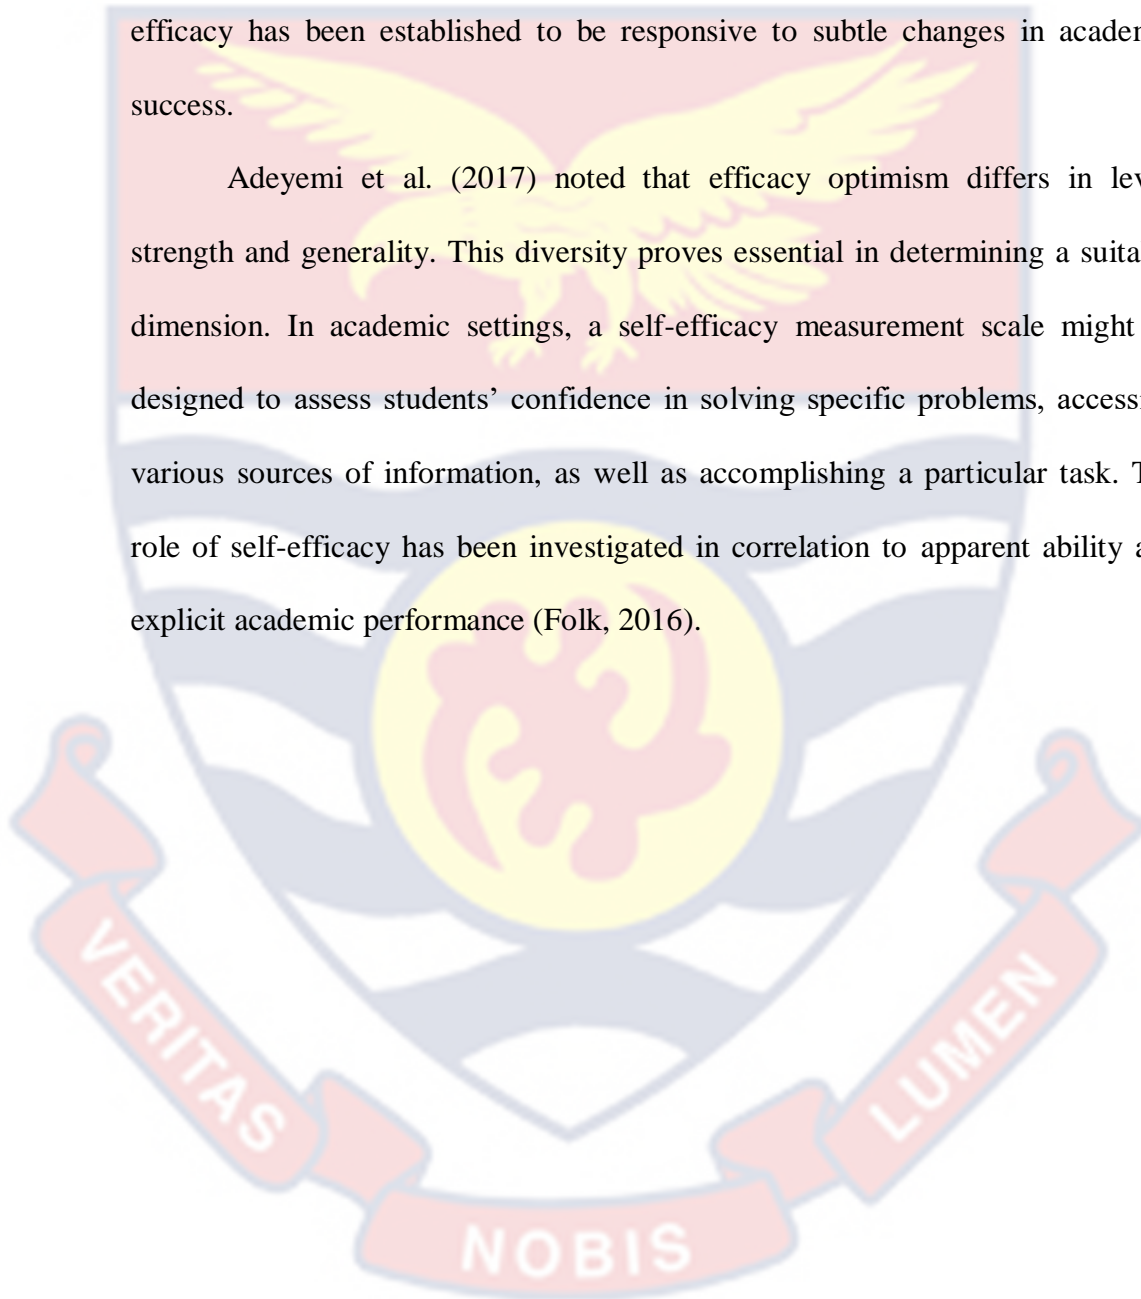 efficacy has been established to be responsive to subtle changes in academ
success.
Adeyemi et al. (2017) noted that efficacy optimism differs in lev
strength and generality. This diversity proves essential in determining a suita
dimension. In academic settings, a self-efficacy measurement scale might
designed to assess students’ confidence in solving specific problems, access
various sources of information, as well as accomplishing a particular task. T
role of self-efficacy has been investigated in correlation to apparent ability a
explicit academic performance (Folk, 2016).
VERITAS
NOBIS
LUMEN